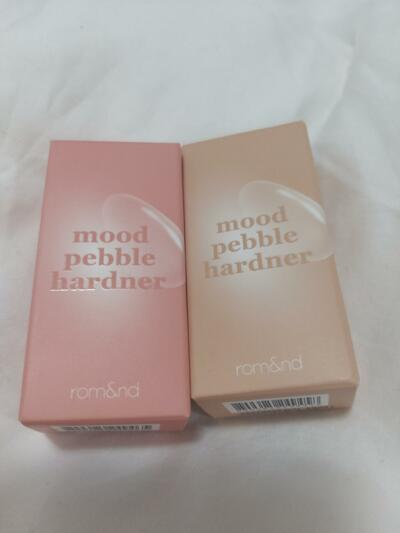 mood
pebble
hardner
rom&nd
mood
pebble
hardner
rom&nd